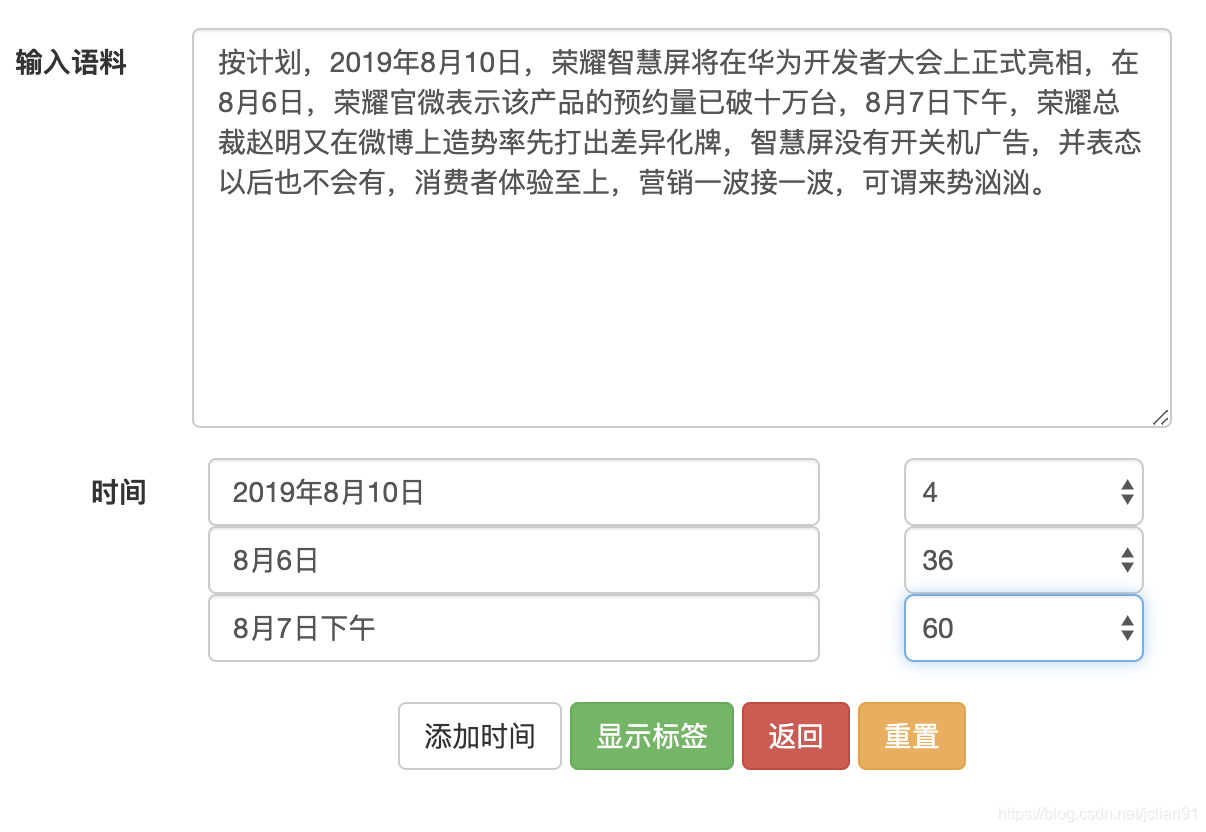 输入语料
按计划，2019年8月10日，荣耀智慧屏将在华为开发者大会上正式亮相，在
8月6日，荣耀官微表示该产品的预约量已破十万台，8月7日下午，荣耀总
裁赵明又在微博上造势率先打出差异化牌，智慧屏没有开关机广告，并表态
以后也不会有，消费者体验至上，营销一波接一波，可谓来势汹汹。
时间
2019年8月10日 4
8月6日 36
8月7日下午 60
添加时间 显示标签 返回 重置
https://blog.csdn.net/jclian91